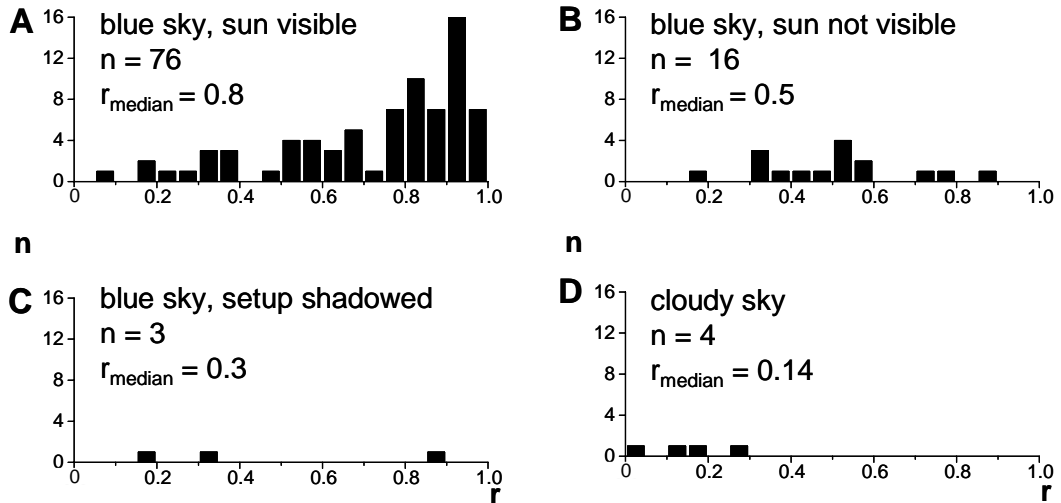 A
blue sky, sun visible
n = 76
r median = 0.8
16
12
8
4
0
0 0.2 0.4 0.6 0.8 1.0
n
B
blue sky, sun not visible
n = 16
r median = 0.5
16
12
8
4
0
0 0.2 0.4 0.6 0.8 1.0
n
C
blue sky, setup shadowed
n = 3
r median = 0.3
16
12
8
4
0
0 0.2 0.4 0.6 0.8 1.0
r
D
cloudy sky
n = 4
r median = 0.14
16
12
8
4
0
0 0.2 0.4 0.6 0.8 1.0
r